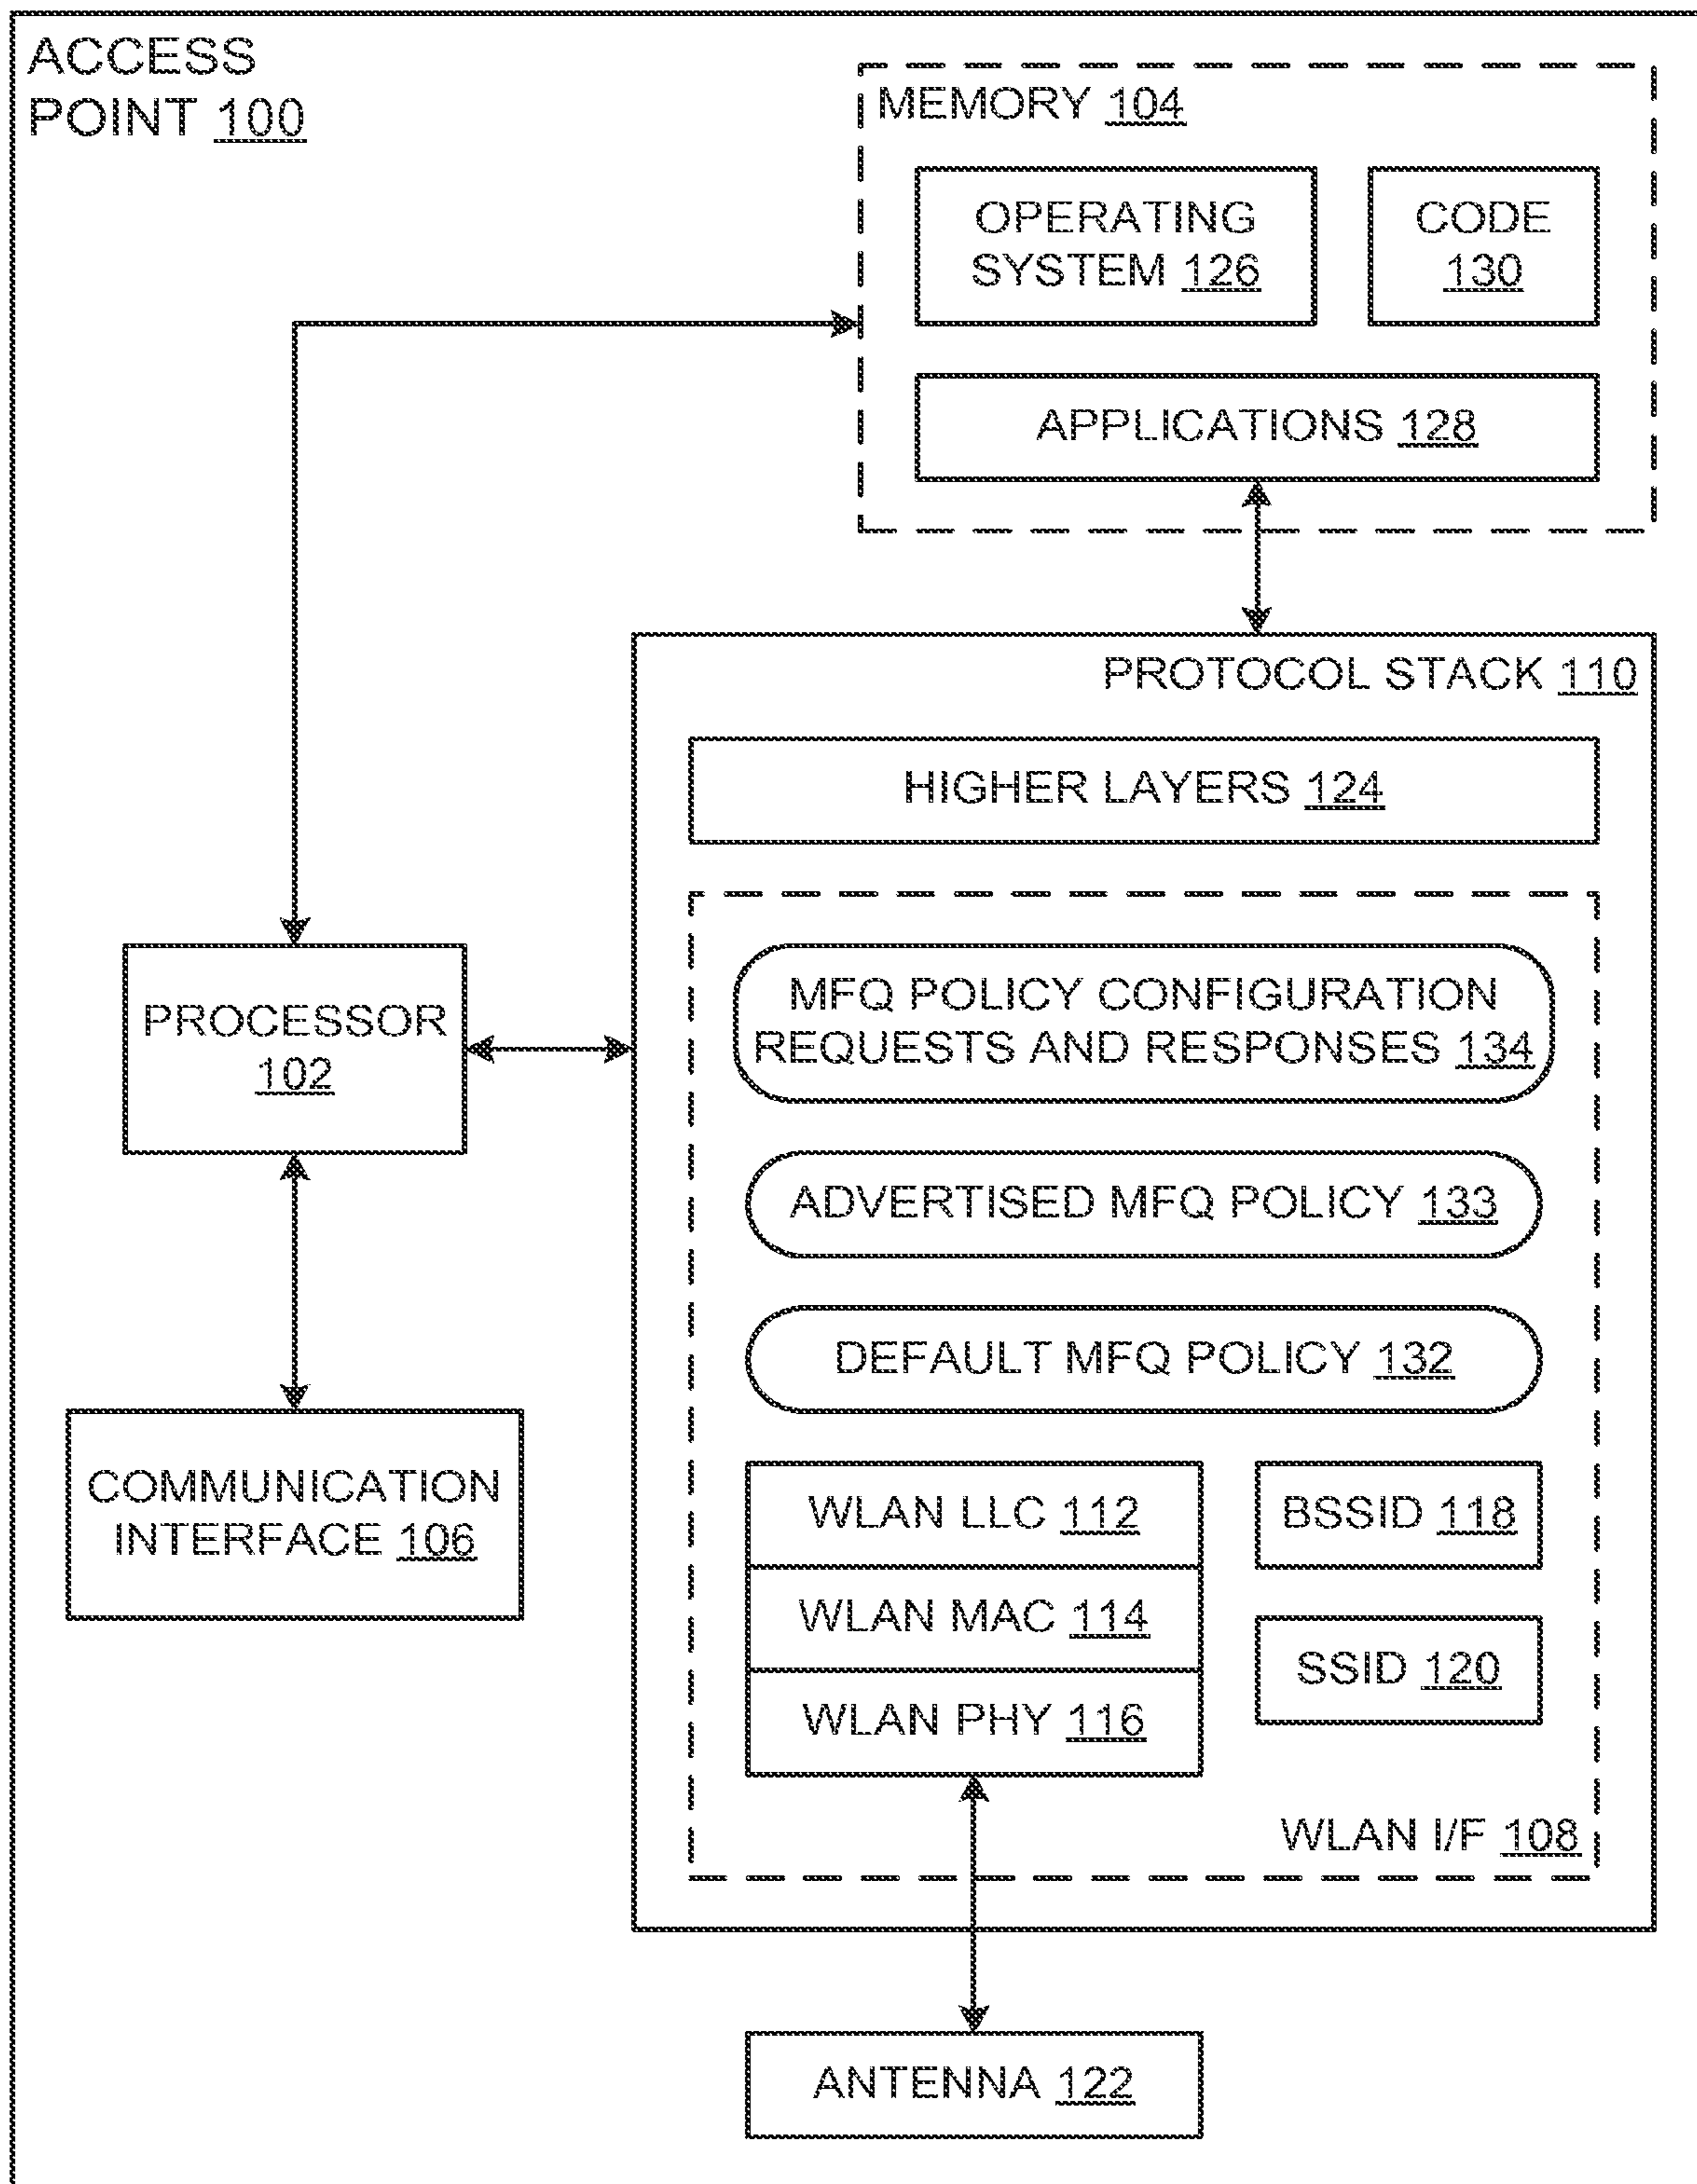 ACCESS
POINT 100
MEMORY 104
OPERATING
SYSTEM 126
CODE
130
APPLICATIONS 128
PROTOCOL STACK 110
HIGHER LAYERS 124
MFQ POLICY CONFIGURATION
REQUESTS AND RESPONSES 134
PROCESSOR
102
ADVERTISED MFQ POLICY 133
DEFAULT MFQ POLICY 132
COMMUNICATION
INTERFACE 106
WLAN LLC 112
BSSID 118
WLAN MAC 114
SSID 120
WLAN PHY 116
WLAN I/F 108
ANTENNA 122